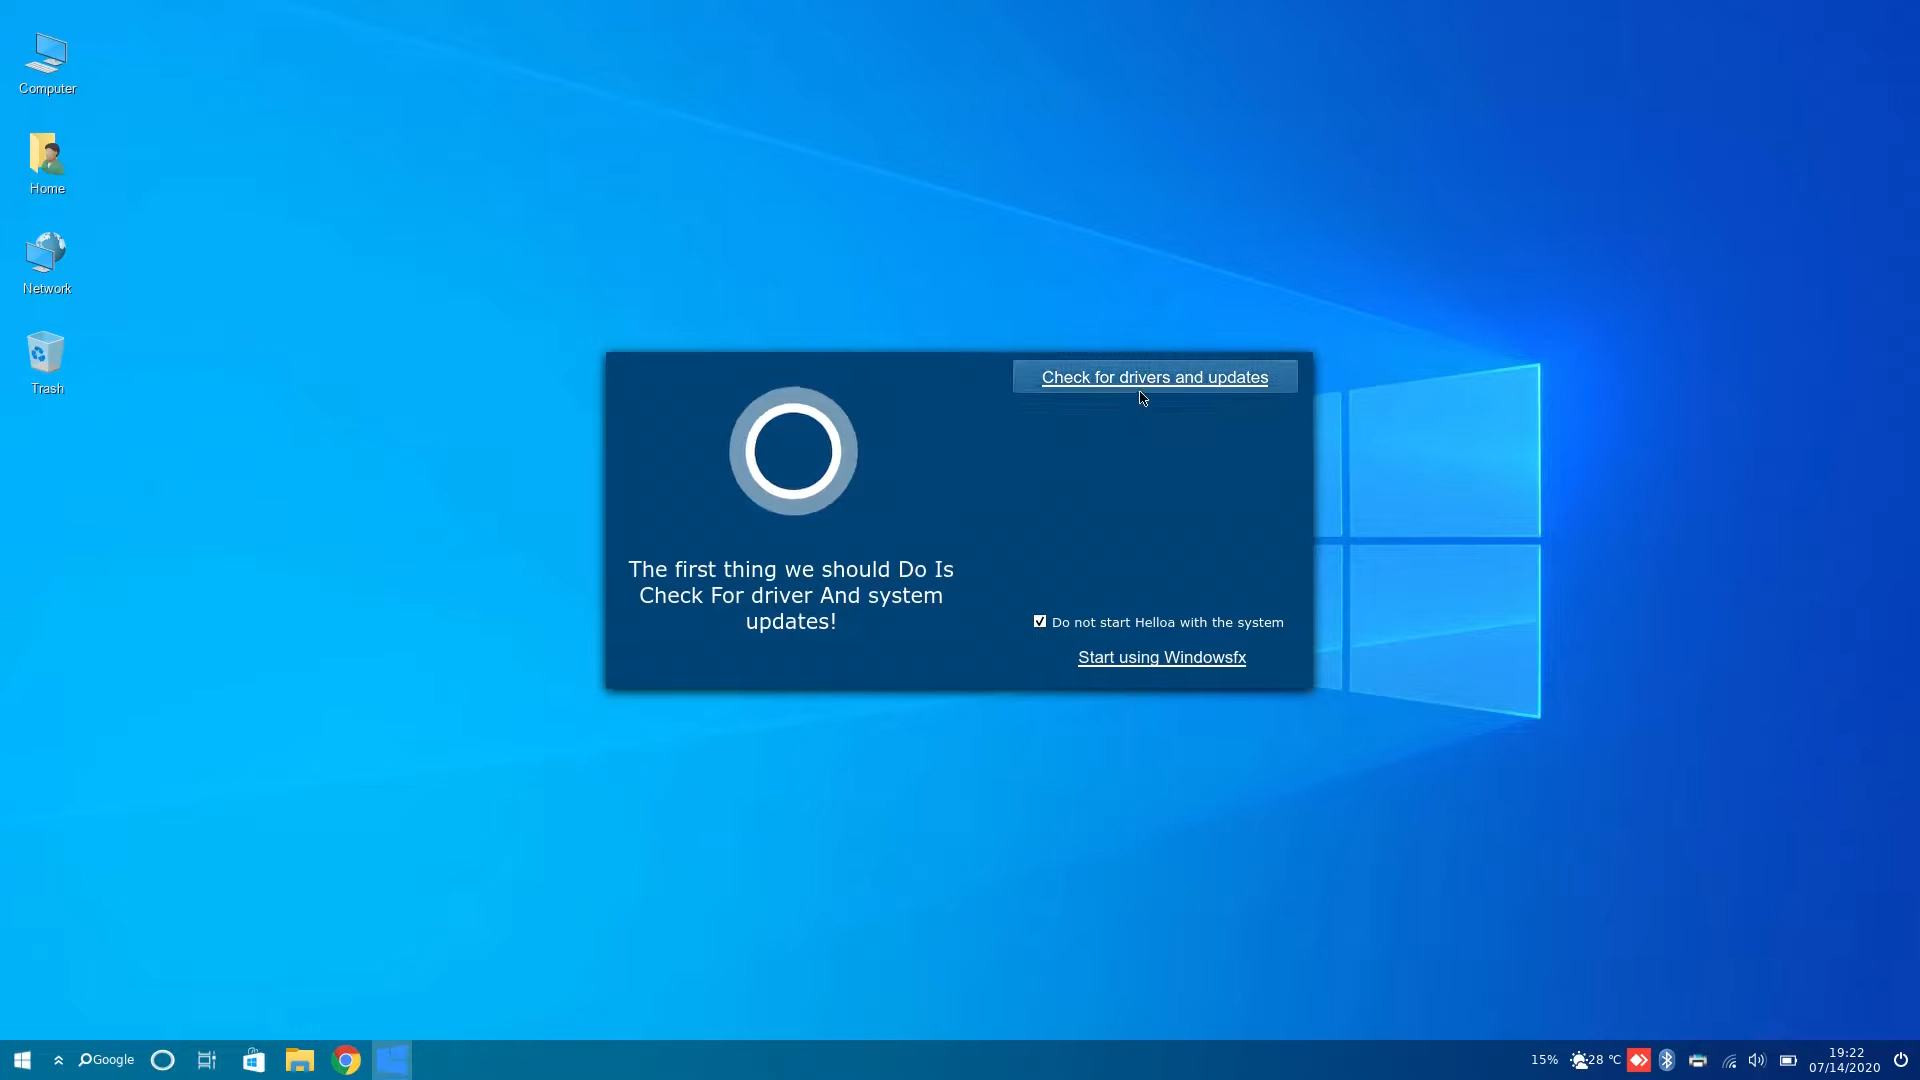 Computer
Home
Network
Trash
Check for drivers and updates
The first thing we should Do Is
Check For driver And system
updates!
Do not start Helloa with the system
Start using Windowsfx
Google
15%
28 °C
19:22
07/14/2020